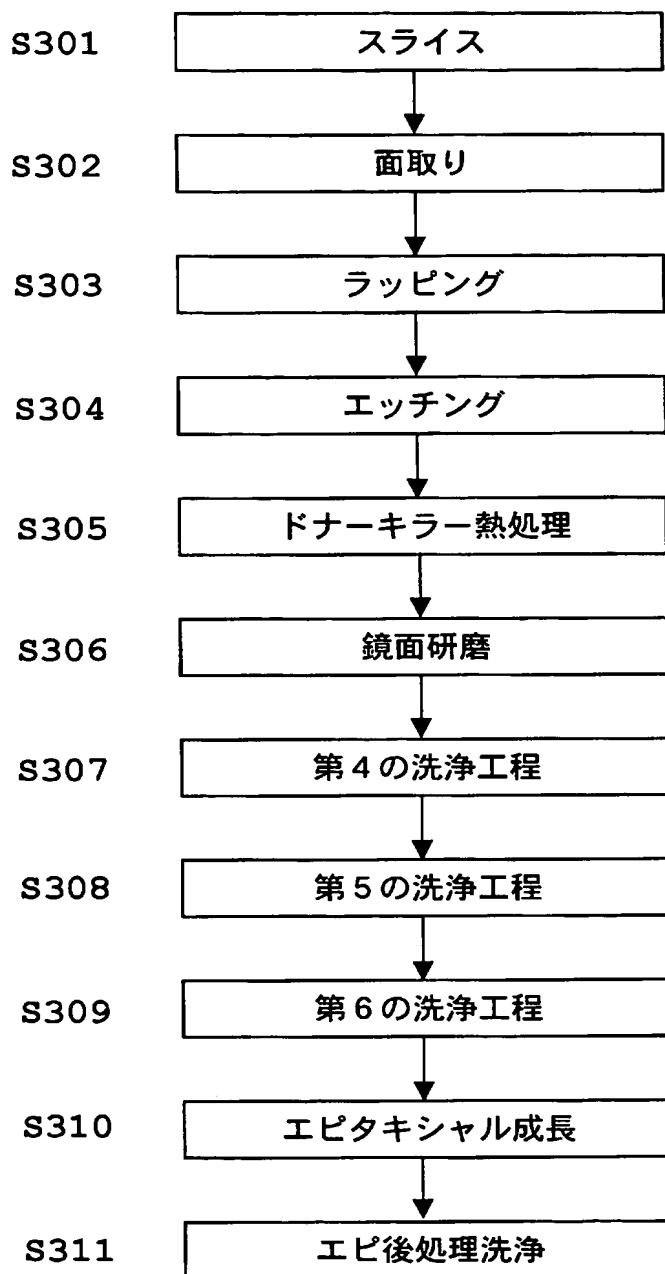 S301 スライス
S302 面取り
S303 ラッピング
S304 エッチング
S305 ドナーキラー熱処理
S306 鏡面研磨
S307 第4の洗浄工程
S308 第5の洗浄工程
S309 第6の洗浄工程
S310 エピタキシャル成長
S311 エピ後処理洗浄